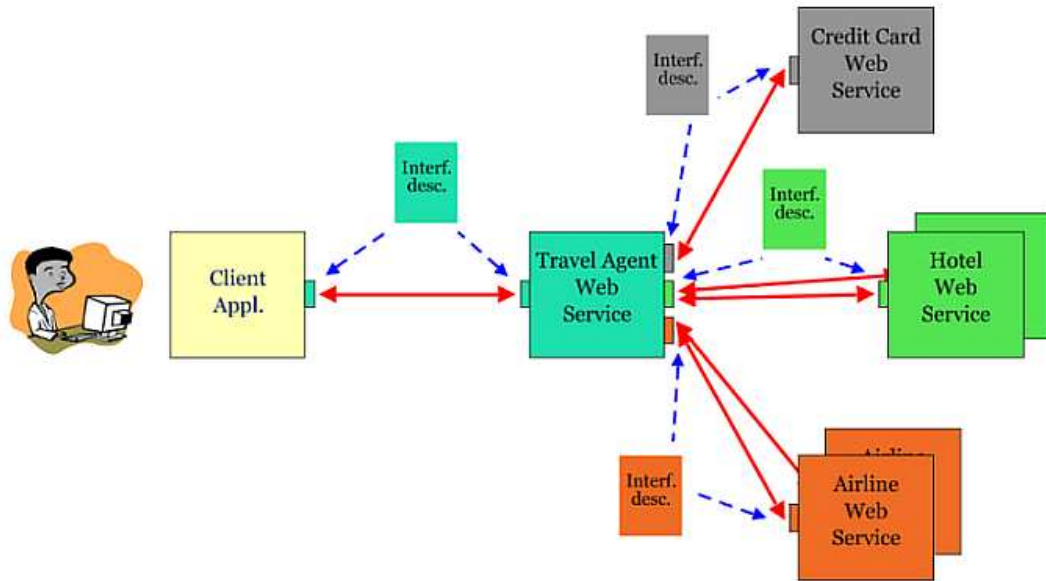 Credit Card
Web
Service
Interf.
desc.
Interf.
desc.
Interf.
desc.
Client
Appl.
Travel Agent
Web
Service
Hotel
Web
Service
Airline
Interf.
desc.
Airline
Web
Service